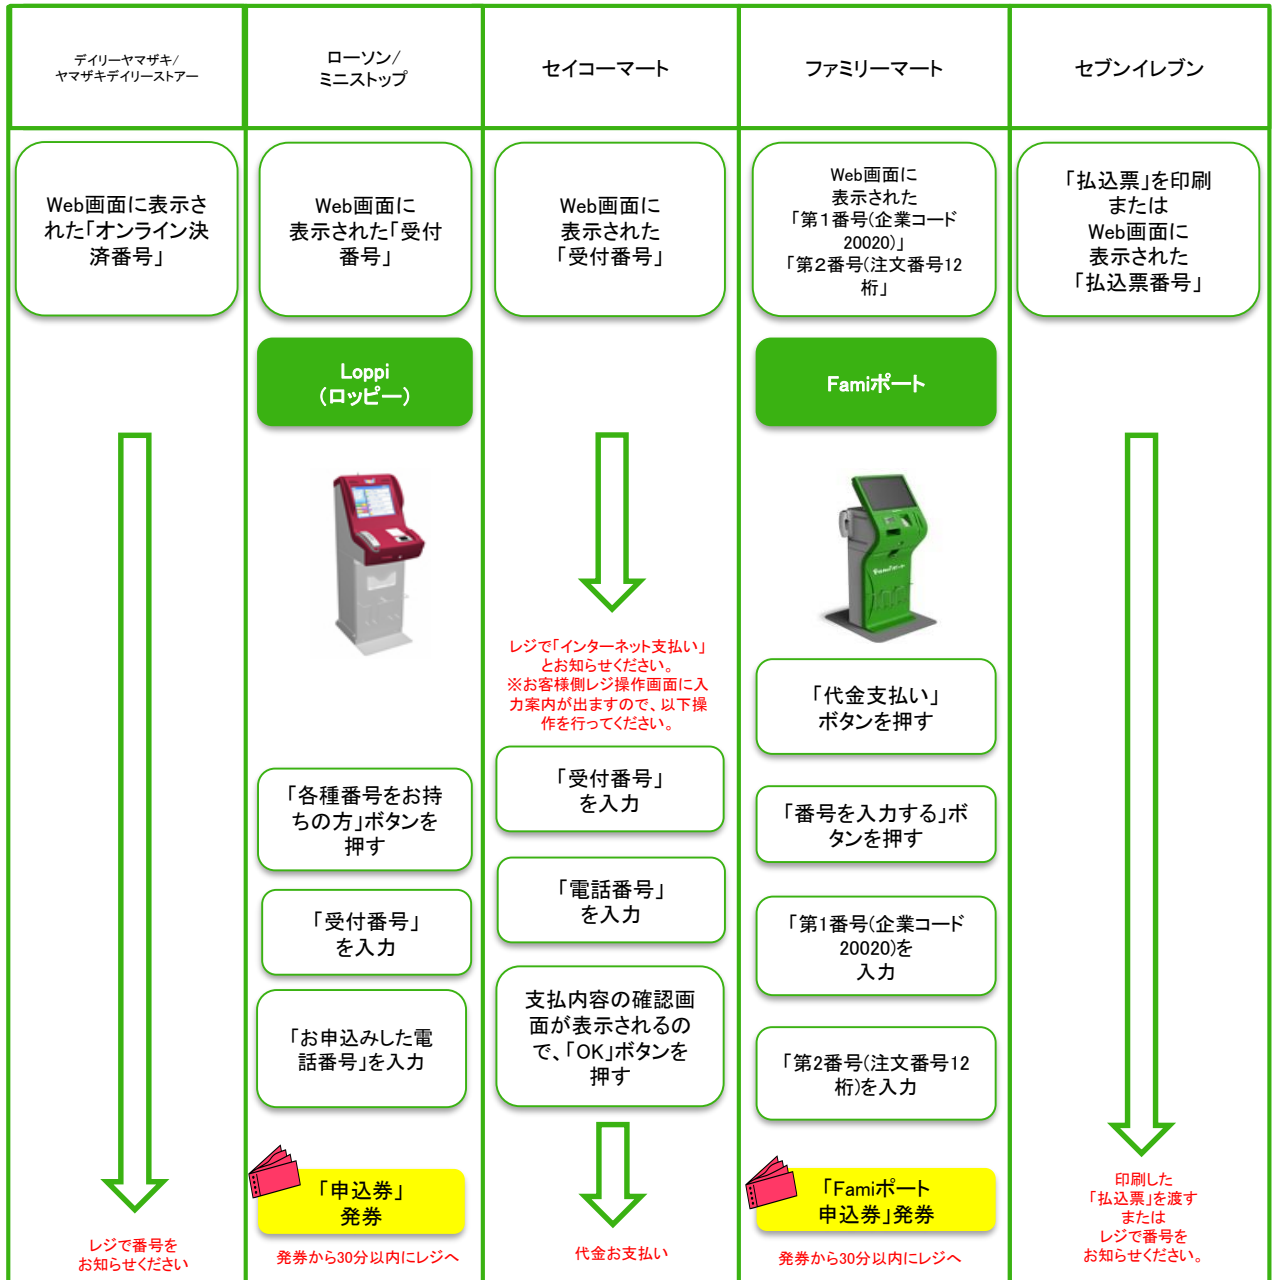 デイリーヤマザキ/
ヤマザキデイリーストアー
ローソン/
ミニストップ
セイコーマート
ファミリーマート
セブンイレブン
Web画面に表示さ
れた「オンライン決
済番号」
Web画面に
表示された「受付
番号」
Web画面に
表示された
「受付番号」
Web画面に
表示された
「第1番号(企業コード
20020)」
「第2番号(注文番号12
桁」
「払込票」を印刷
または
Web画面に
表示された
「払込票番号」
Loppi
(ロッピー)
Famiポート
レジで「インターネット支払い」
とお知らせください。
※お客様側レジ操作画面に入
力案内が出ますので、以下操
作を行ってください。
「代金支払い」
ボタンを押す
「各種番号をお持
ちの方」ボタンを
押す
「受付番号」
を入力
「番号を入力する」ボ
タンを押す
「受付番号」
を入力
「電話番号」
を入力
「第1番号(企業コード
20020)を
入力
「お申込みした電
話番号」を入力
支払内容の確認画
面が表示されるの
で、「OK」ボタンを
押す
「第2番号(注文番号12
桁)を入力
「申込券」
発券
「Famiポート
申込券」発券
レジで番号を
お知らせください
発券から30分以内にレジへ
代金お支払い
発券から30分以内にレジへ
印刷した
「払込票」を渡す
または
レジで番号を
お知らせください。